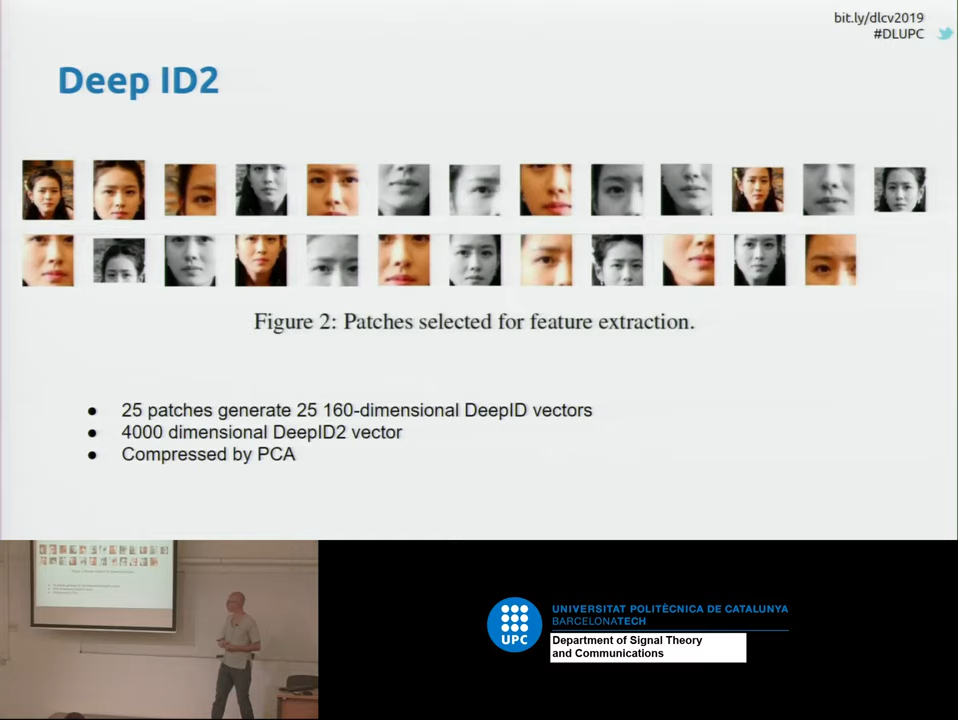 bit.ly/dlcv2019
#DLUPC
Deep ID2
Figure 2: Patches selected for feature extraction.
● 25 patches generate 25 160-dimensional DeepID vectors
● 4000 dimensional DeepID2 vector
● Compressed by PCA
UPC
UNIVERSITAT POLITÈCNICA DE CATALUNYA
BARCELONATECH
Department of Signal Theory
and Communications